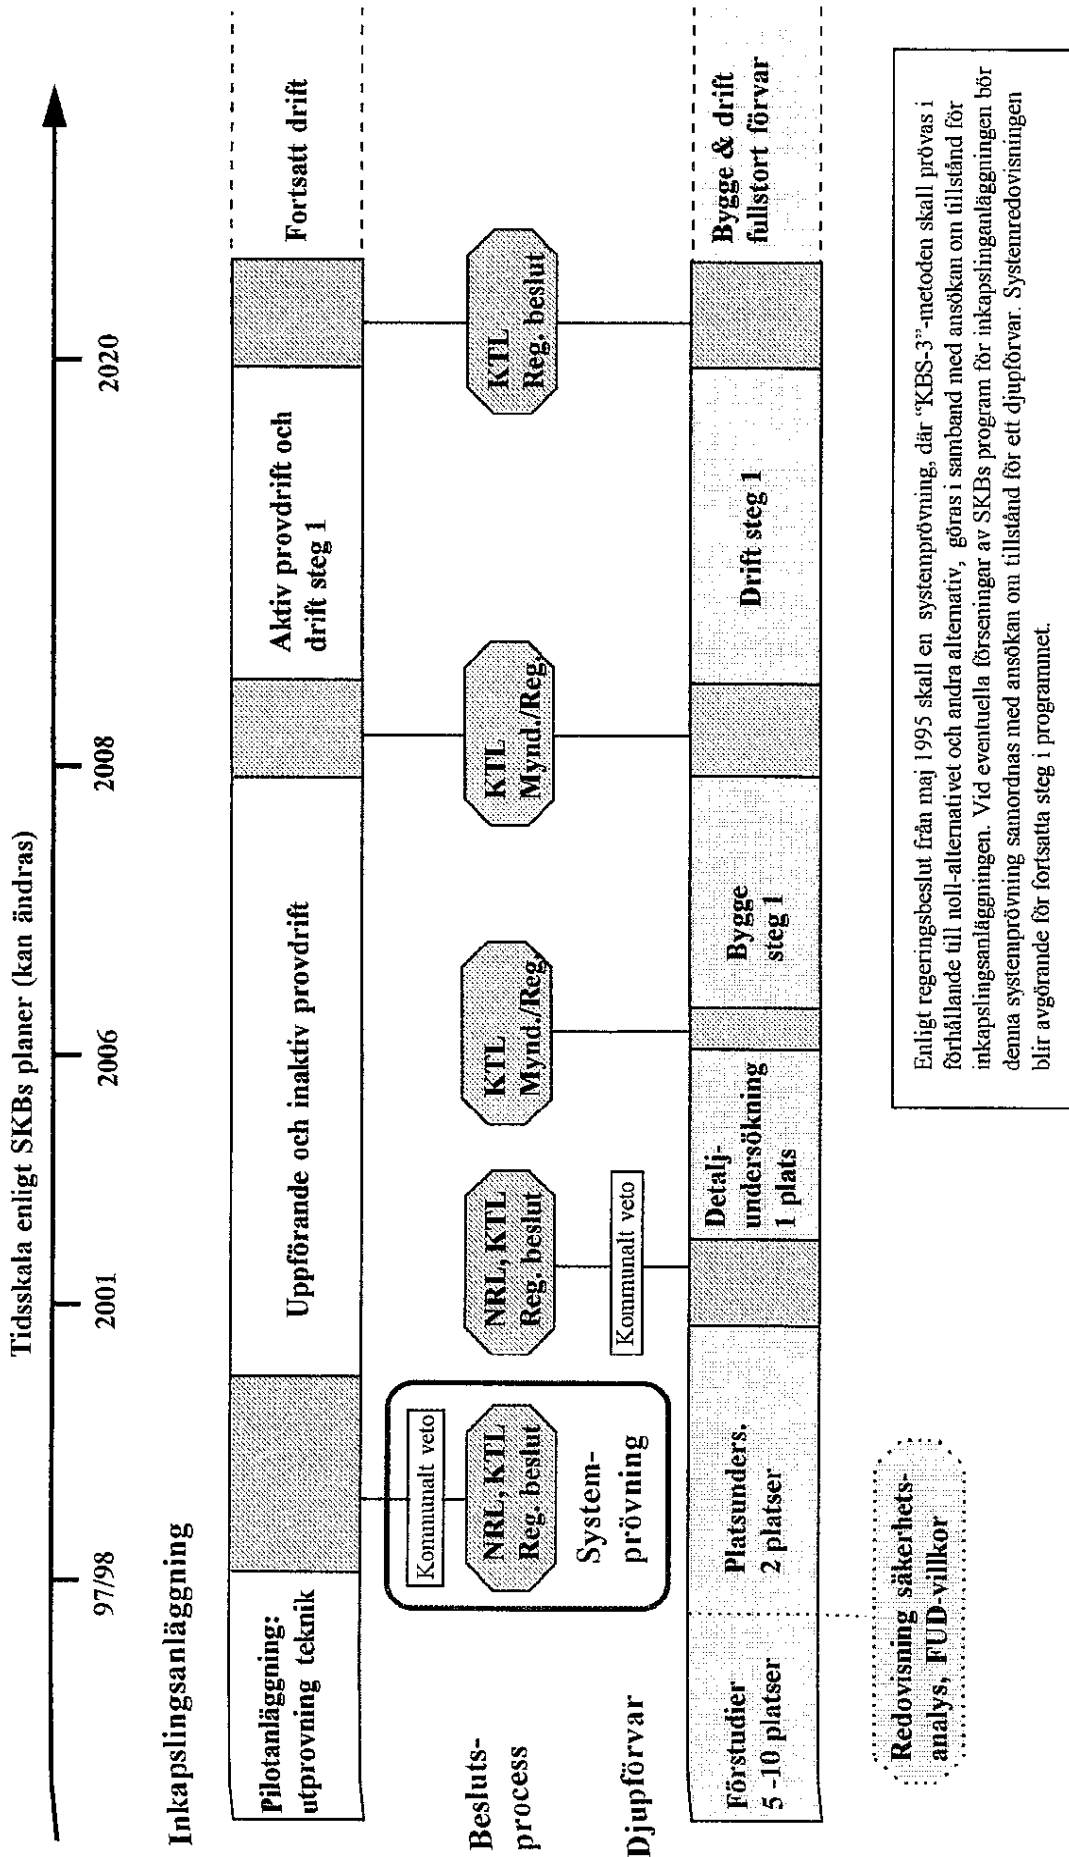 Tidsskala enligt SKBs planer (kan ändras)
97/98
2001
2006
2008
2020
Inkapslingsanläggning
Pilotanläggning:
utprovning teknik
Uppförande och inaktiv provdrift
Aktiv provdrift och
drift steg 1
Fortsatt drift
Besluts-
process
Kommunalt veto
NRL, KTL
Reg. beslut
System-
prövning
NRL, KTL
Reg. beslut
Kommunalt veto
KTL
Mynd./Reg.
KTL
Mynd./Reg.
KTL
Reg. beslut
Djupförvar
Förstudier
5 -10 platser
Platsunders.
2 platser
Detalj-
undersökning
1 plats
Bygge
steg 1
Drift steg 1
Bygge & drift
fullstort förvar
Redovisning säkerhets-
analys, FUD-villkor
Enligt regeringsbeslut från maj 1995 skall en systemprövning, där “KBS-3”-metoden skall prövas i
förhållande till noll-alternativet och andra alternativ, göras i samband med ansökan om tillstånd för
inkapslingsanläggningen. Vid eventuella förseningar av SKBs program för inkapslinganläggningen bör
denna systemprövning samordnas med ansökan om tillstånd för ett djupförvar. Systemredovisningen
blir avgörande för fortsatta steg i programmet.